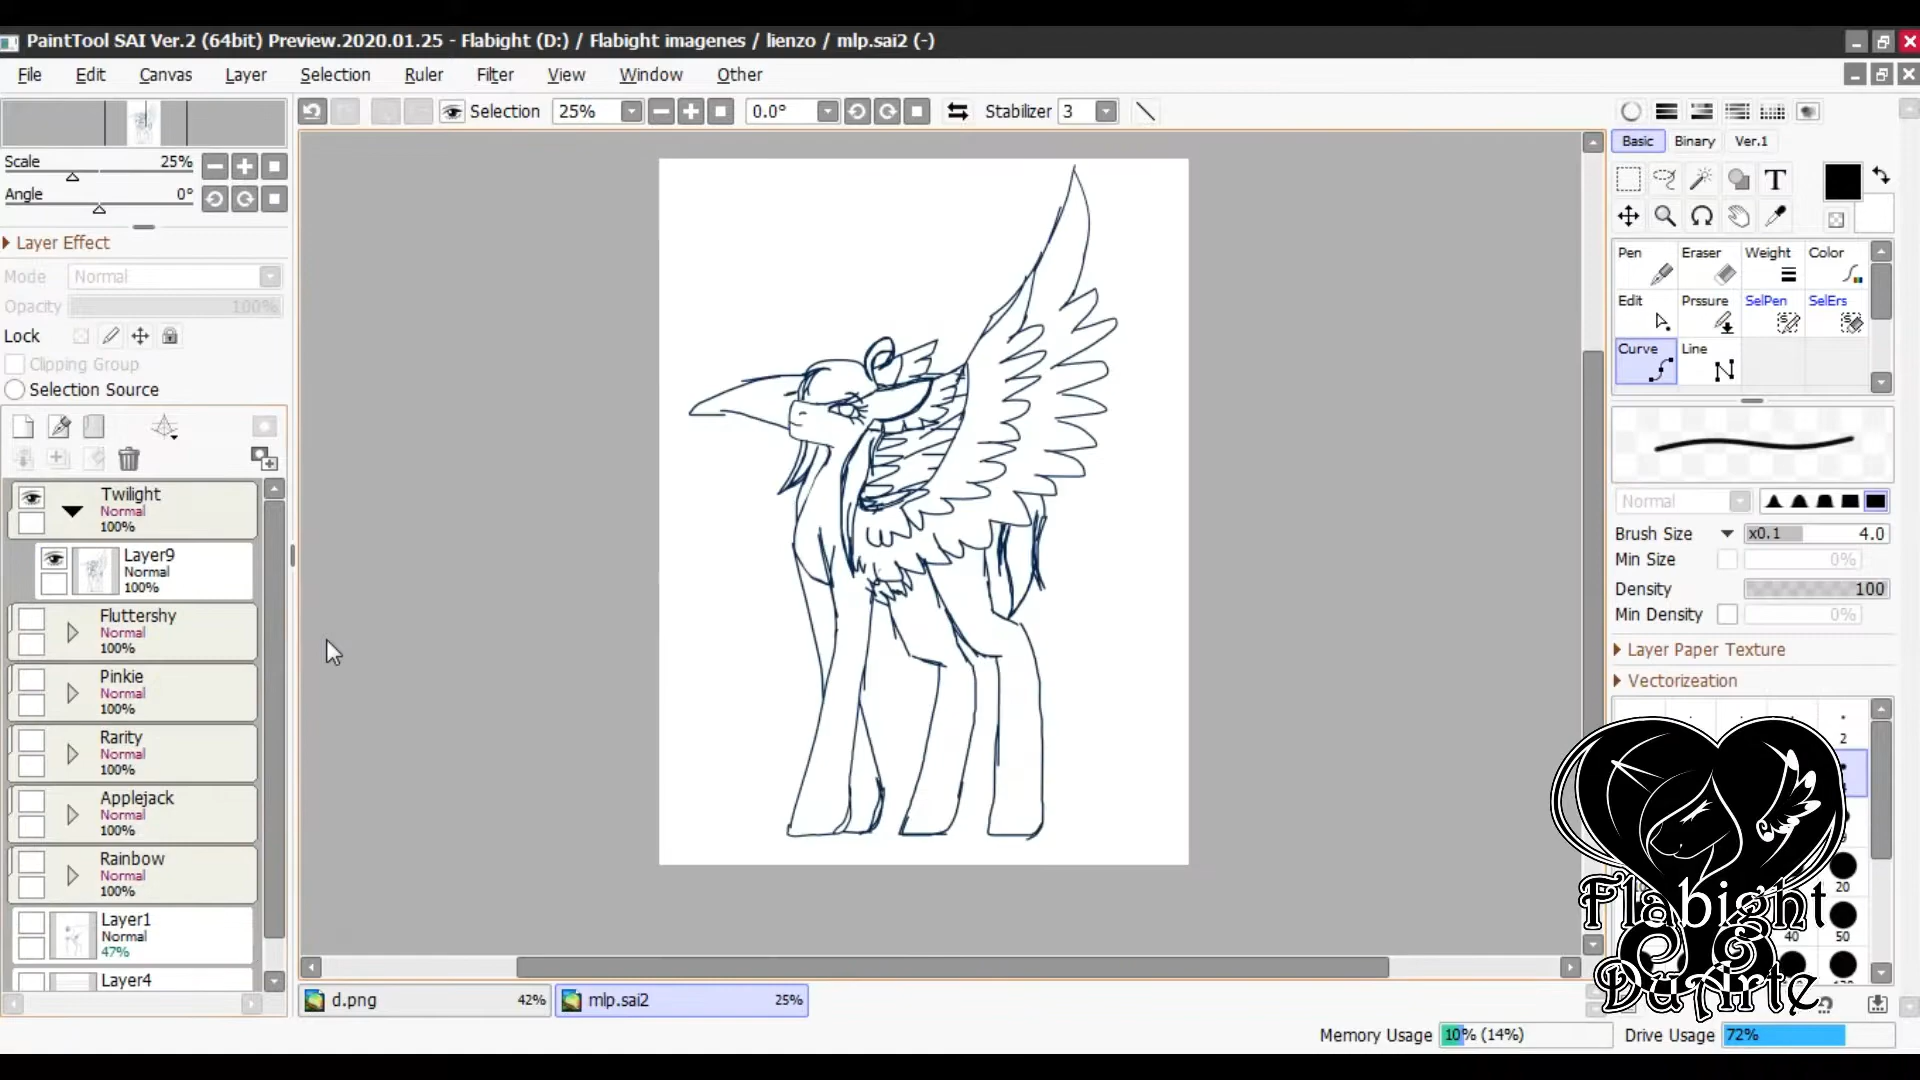 PaintTool SAI Ver.2 (64bit) Preview.2020.01.25 - Flabight (D:) / Flabight imagenes / lienzo / mlp.sai2 (-)
File Edit Canvas Layer Selection Ruler Filter View Window Other
Selection 25% 0.0° Stabilizer 3
Scale 25%
Angle 0°
Layer Effect
Mode Normal
Opacity 100%
Lock
Clipping Group
Selection Source
Twilight
Normal
100%
Layer9
Normal
100%
Fluttershy
Normal
100%
Pinkie
Normal
100%
Rarity
Normal
100%
Applejack
Normal
100%
Rainbow
Normal
100%
Layer1
Normal
47%
Layer4
d.png 42% mlp.sai2 25%
Basic Binary Ver.1
T
Pen Eraser Weight Color
Edit Prssure SelPen SelErs
Curve Line
Normal
Brush Size x0.1 4.0
Min Size 0%
Density 100
Min Density 0%
Layer Paper Texture
Vectorizeation
2
20
40 50
Flabight
DuArte
Memory Usage 10% (14%) Drive Usage 72%